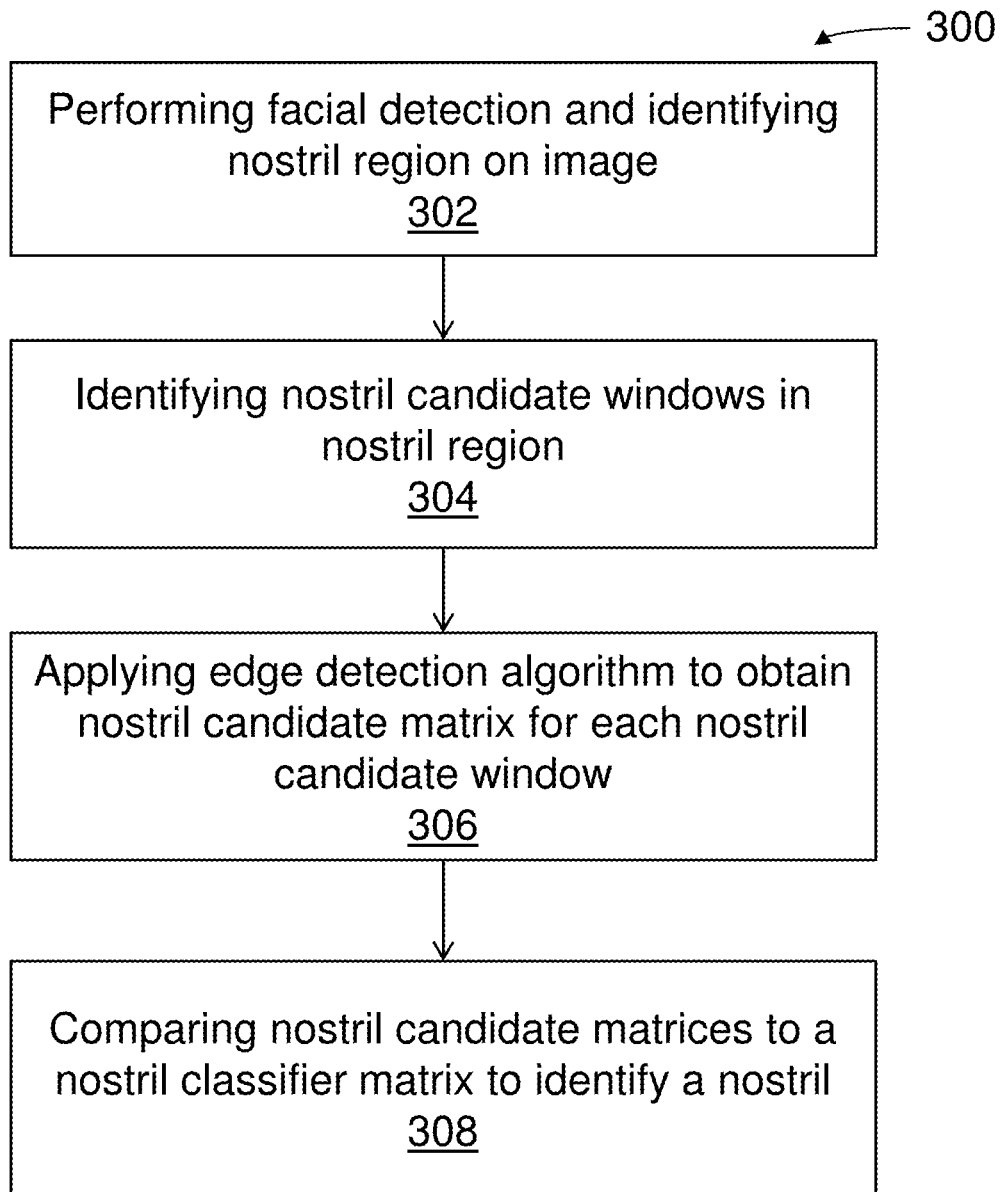 300
Performing facial detection and identifying
nostril region on image
302
Identifying nostril candidate windows in
nostril region
304
Applying edge detection algorithm to obtain
nostril candidate matrix for each nostril
candidate window
306
Comparing nostril candidate matrices to a
nostril classifier matrix to identify a nostril
308